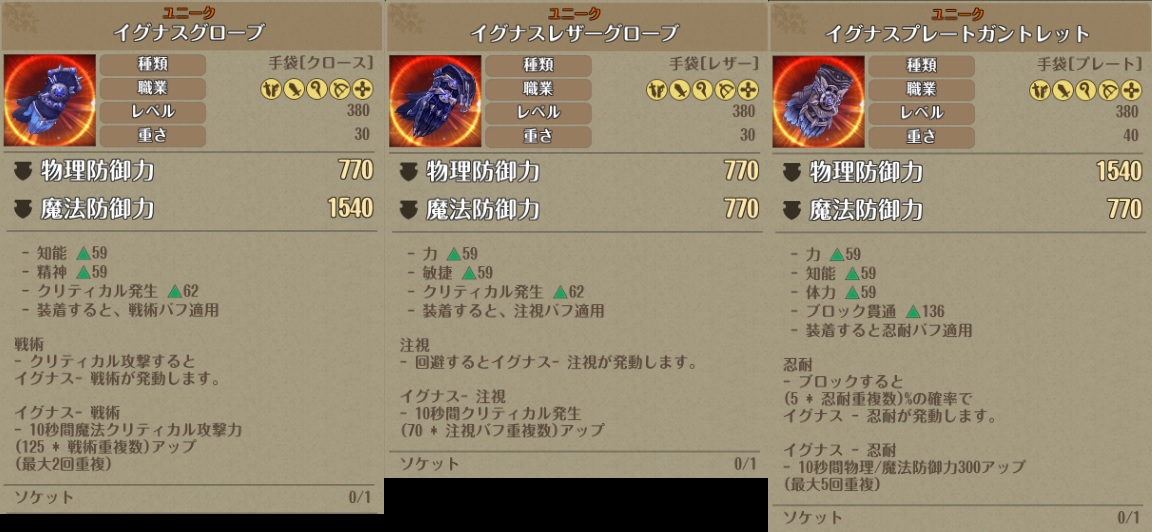 ユニーク
イグナスグローブ
種類 手袋[クロース]
職業
レベル 380
重さ 30
物理防御力 770
魔法防御力 1540
- 知能 ▲59
- 精神 ▲59
- クリティカル発生 ▲62
- 装着すると、戦術バフ適用
戦術
- クリティカル攻撃すると
イグナス- 戦術が発動します。
イグナス- 戦術
- 10秒間魔法クリティカル攻撃力
(125 * 戦術重複数)アップ
(最大2回重複)
ソケット 0/1
ユニーク
イグナスレザーグローブ
種類 手袋[レザー]
職業
レベル 380
重さ 30
物理防御力 770
魔法防御力 770
- 力 ▲59
- 敏捷 ▲59
- クリティカル発生 ▲62
- 装着すると、注視バフ適用
注視
- 回避するとイグナス- 注視が発動します。
イグナス- 注視
- 10秒間クリティカル発生
(70 * 注視バフ重複数)アップ
ソケット 0/1
ユニーク
イグナスプレートガントレット
種類 手袋[プレート]
職業
レベル 380
重さ 40
物理防御力 1540
魔法防御力 770
- 力 ▲59
- 知能 ▲59
- 体力 ▲59
- ブロック貫通 ▲136
- 装着すると忍耐バフ適用
忍耐
- ブロックすると
(5 * 忍耐重複数)%の確率で
イグナス - 忍耐が発動します。
イグナス - 忍耐
- 10秒間物理/魔法防御力300アップ
(最大5回重複)
ソケット 0/1